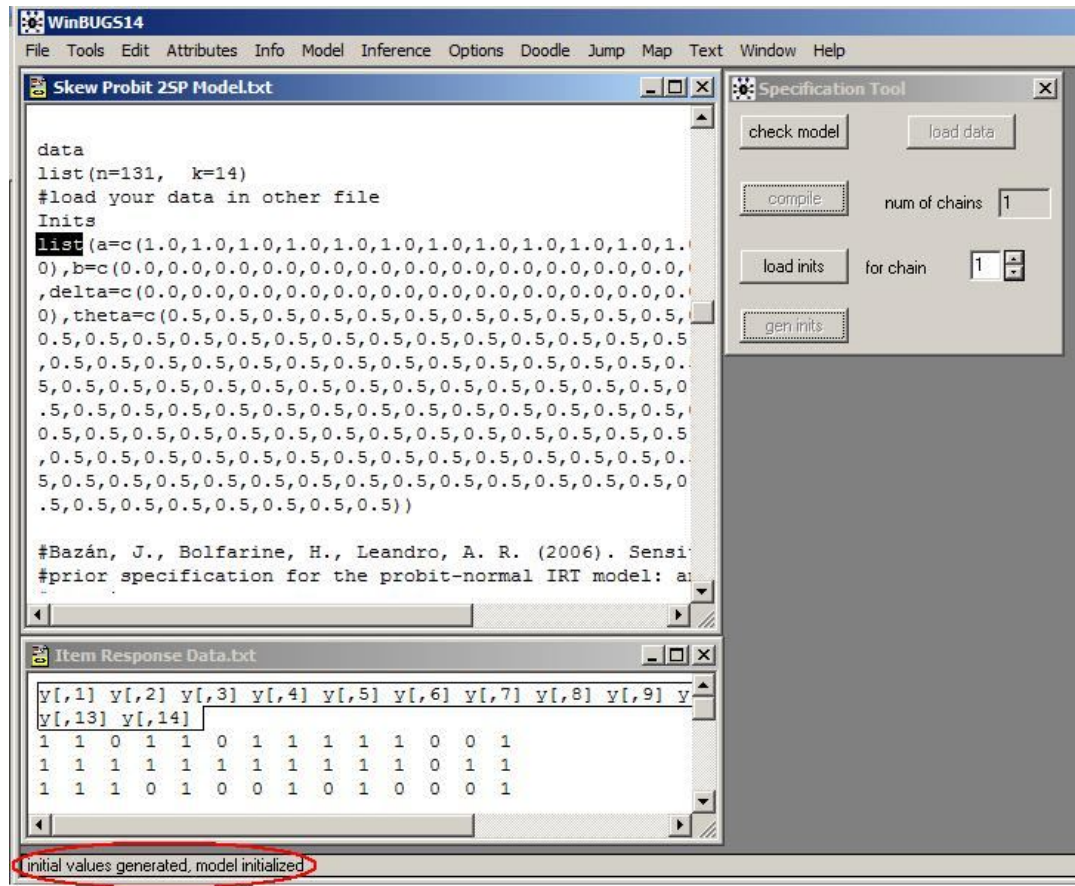 WinBUGS14
File Tools Edit Attributes Info Model Inference Options Doodle Jump Map Text Window Help
Skew Probit 2SP Model.txt
data
list(n=131, k=14)
#load your data in other file
Inits
list(a=c(1.0,1.0,1.0,1.0,1.0,1.0,1.0,1.0,1.0,1.0,1.0,1.
0),b=c(0.0,0.0,0.0,0.0,0.0,0.0,0.0,0.0,0.0,0.0,0.0,0.0,
,delta=c(0.0,0.0,0.0,0.0,0.0,0.0,0.0,0.0,0.0,0.0,0.0,0.
0),theta=c(0.5,0.5,0.5,0.5,0.5,0.5,0.5,0.5,0.5,0.5,0.5,
0.5,0.5,0.5,0.5,0.5,0.5,0.5,0.5,0.5,0.5,0.5,0.5,0.5,0.5
,0.5,0.5,0.5,0.5,0.5,0.5,0.5,0.5,0.5,0.5,0.5,0.5,0.5,0.
5,0.5,0.5,0.5,0.5,0.5,0.5,0.5,0.5,0.5,0.5,0.5,0.5,0.5,0
.5,0.5,0.5,0.5,0.5,0.5,0.5,0.5,0.5,0.5,0.5,0.5,0.5,0.5,
0.5,0.5,0.5,0.5,0.5,0.5,0.5,0.5,0.5,0.5,0.5,0.5,0.5,0.5
,0.5,0.5,0.5,0.5,0.5,0.5,0.5,0.5,0.5,0.5,0.5,0.5,0.5,0.
5,0.5,0.5,0.5,0.5,0.5,0.5,0.5,0.5,0.5,0.5,0.5,0.5,0.5,0
.5,0.5,0.5,0.5,0.5,0.5,0.5,0.5))
#Bazán, J., Bolfarine, H., Leandro, A. R. (2006). Sensi
#prior specification for the probit-normal IRT model: a
Specification Tool
check model load data
compile num of chains 1
load inits for chain 1
gen inits
Item Response Data.txt
y[,1] y[,2] y[,3] y[,4] y[,5] y[,6] y[,7] y[,8] y[,9] y
y[,13] y[,14]
1 1 0 1 1 0 1 1 1 1 1 0 0 1
1 1 1 1 1 1 1 1 1 1 1 0 1 1
1 1 1 0 1 0 0 1 0 1 0 0 0 1
initial values generated, model initialized